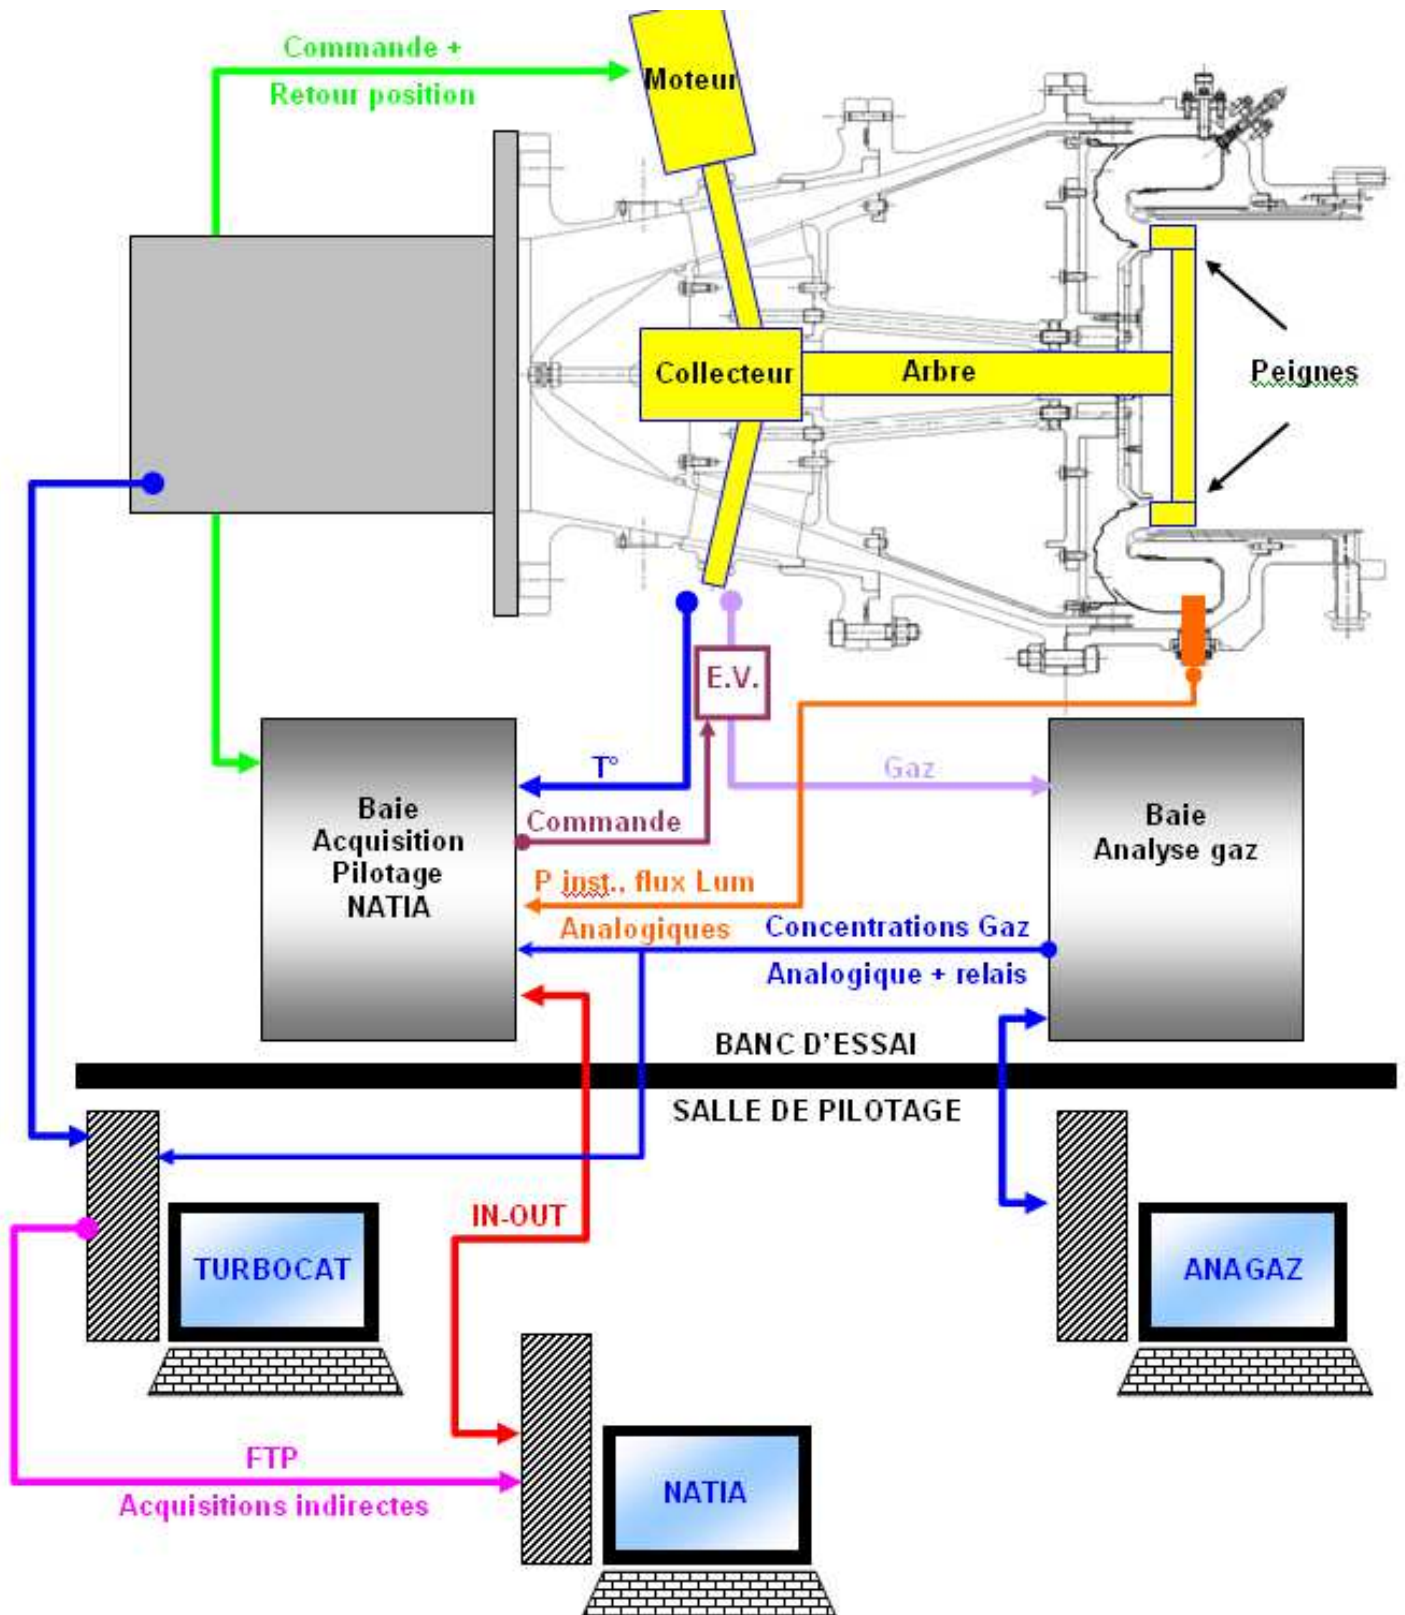 Commande +
Retour position
Moteur
Collecteur
Arbre
Peignes
E.V.
T°
Gaz
Commande
Baie
Acquisition
Pilotage
NATIA
Baie
Analyse gaz
P inst., flux Lum
Analogiques
Concentrations Gaz
Analogique + relais
BANC D'ESSAI
SALLE DE PILOTAGE
IN-OUT
TURBOCAT
ANAGAZ
FTP
Acquisitions indirectes
NATIA